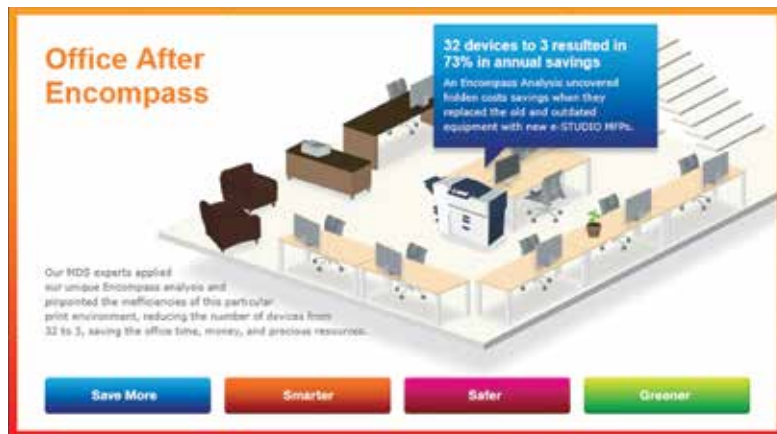 Office After
Encompass
32 devices to 3 resulted in
73% in annual savings
An Encompass Analysis uncovered
hidden costs savings when they
replaced the old and outdated
equipment with new e-STUDIO MFPs.
Our MDS experts applied
our unique Encompass analysis and
pinpointed the inefficiencies of this particular
print environment, reducing the number of devices from
32 to 3, saving the office time, money, and precious resources.
Save More
Smarter
Safer
Greener